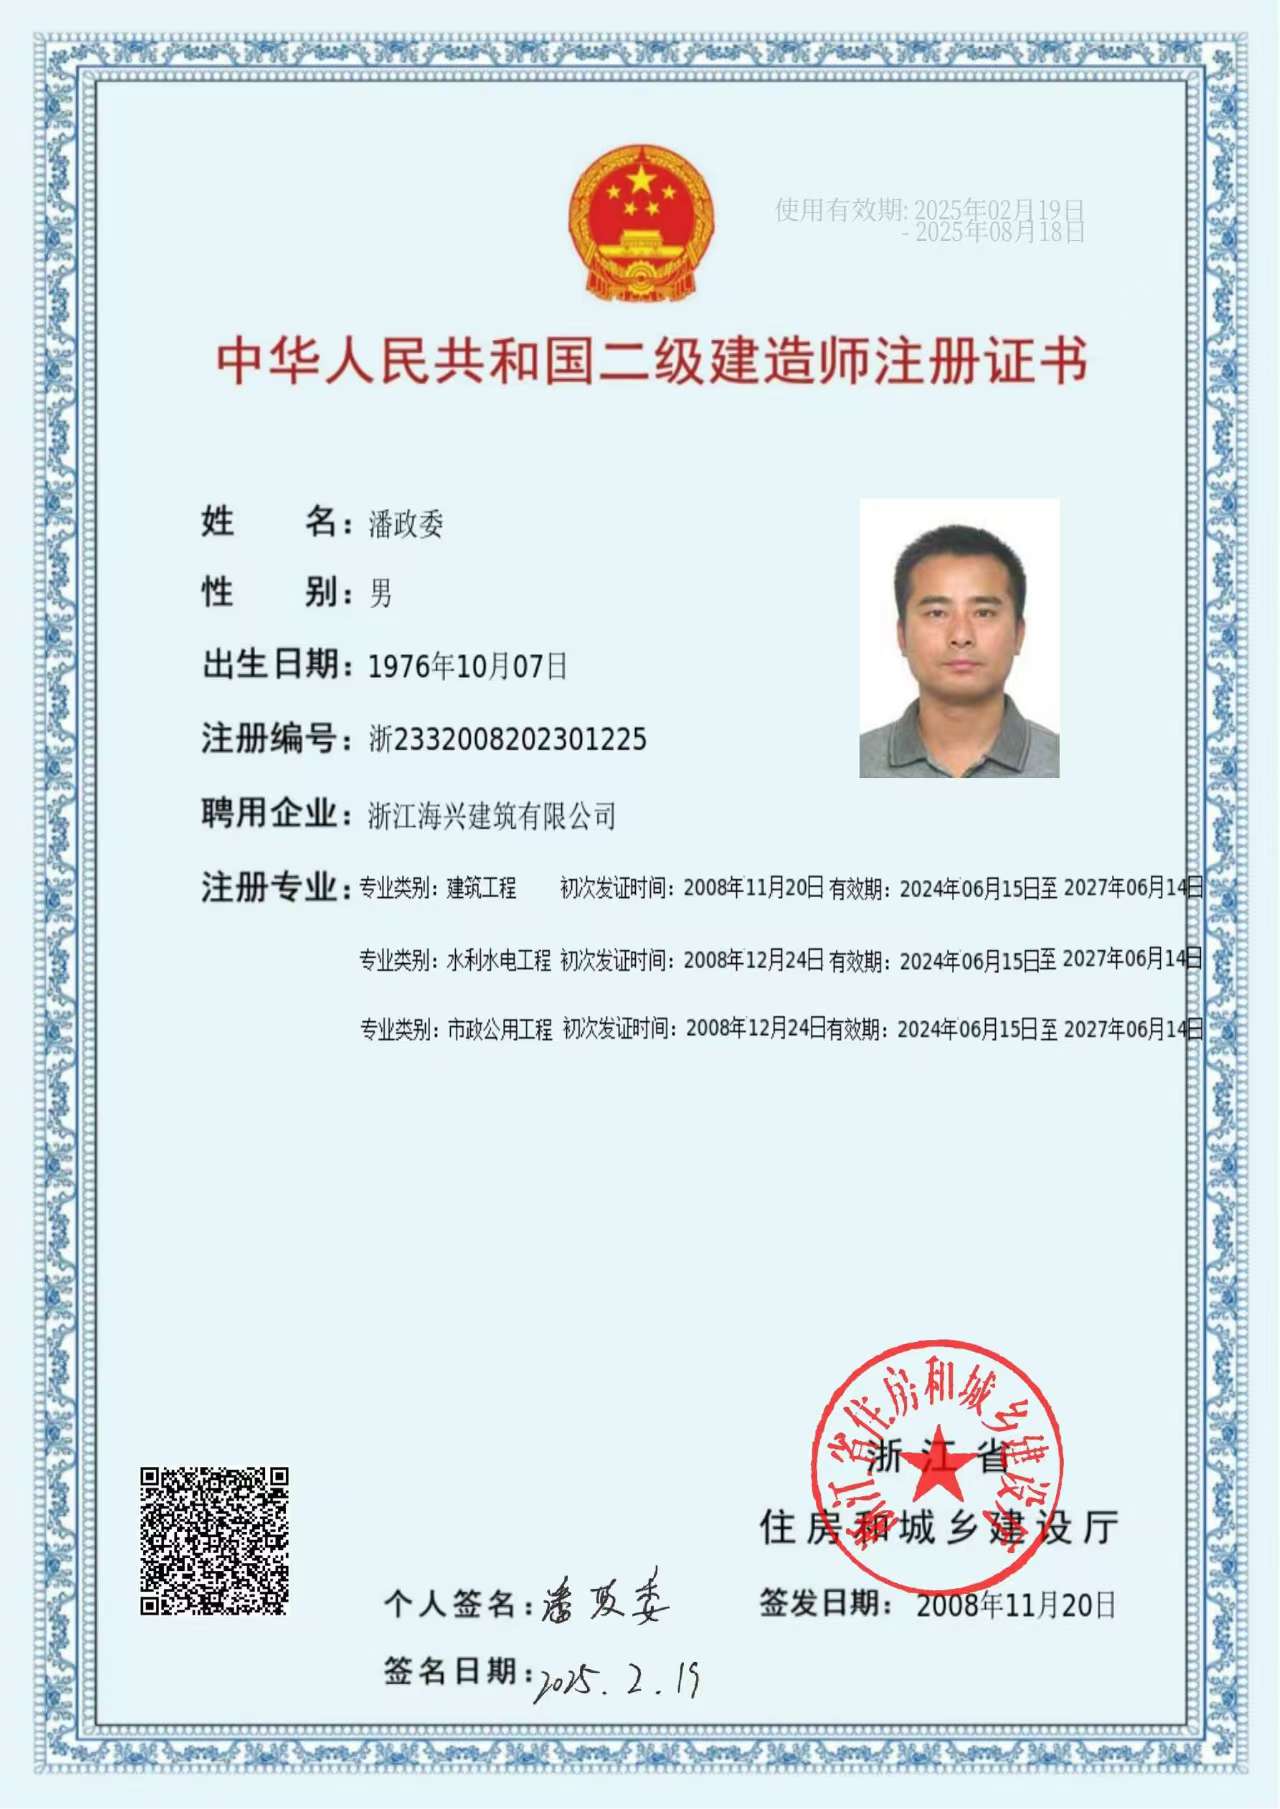 使用有效期: 2025年02月19日
- 2025年08月18日
中华人民共和国二级建造师注册证书
姓 名：潘政委
性 别：男
出生日期：1976年10月07日
注册编号：浙2332008202301225
聘用企业：浙江海兴建筑有限公司
注册专业：专业类别：建筑工程 初次发证时间：2008年11月20日 有效期：2024年06月15日至 2027年06月14日
专业类别：水利水电工程 初次发证时间：2008年12月24日 有效期：2024年06月15日至 2027年06月14日
专业类别：市政公用工程 初次发证时间：2008年12月24日有效期：2024年06月15日至 2027年06月14日
浙江省住房和城乡建设厅
浙江省
住房和城乡建设厅
个人签名：潘政委
签发日期：2008年11月20日
签名日期：2025.2.19